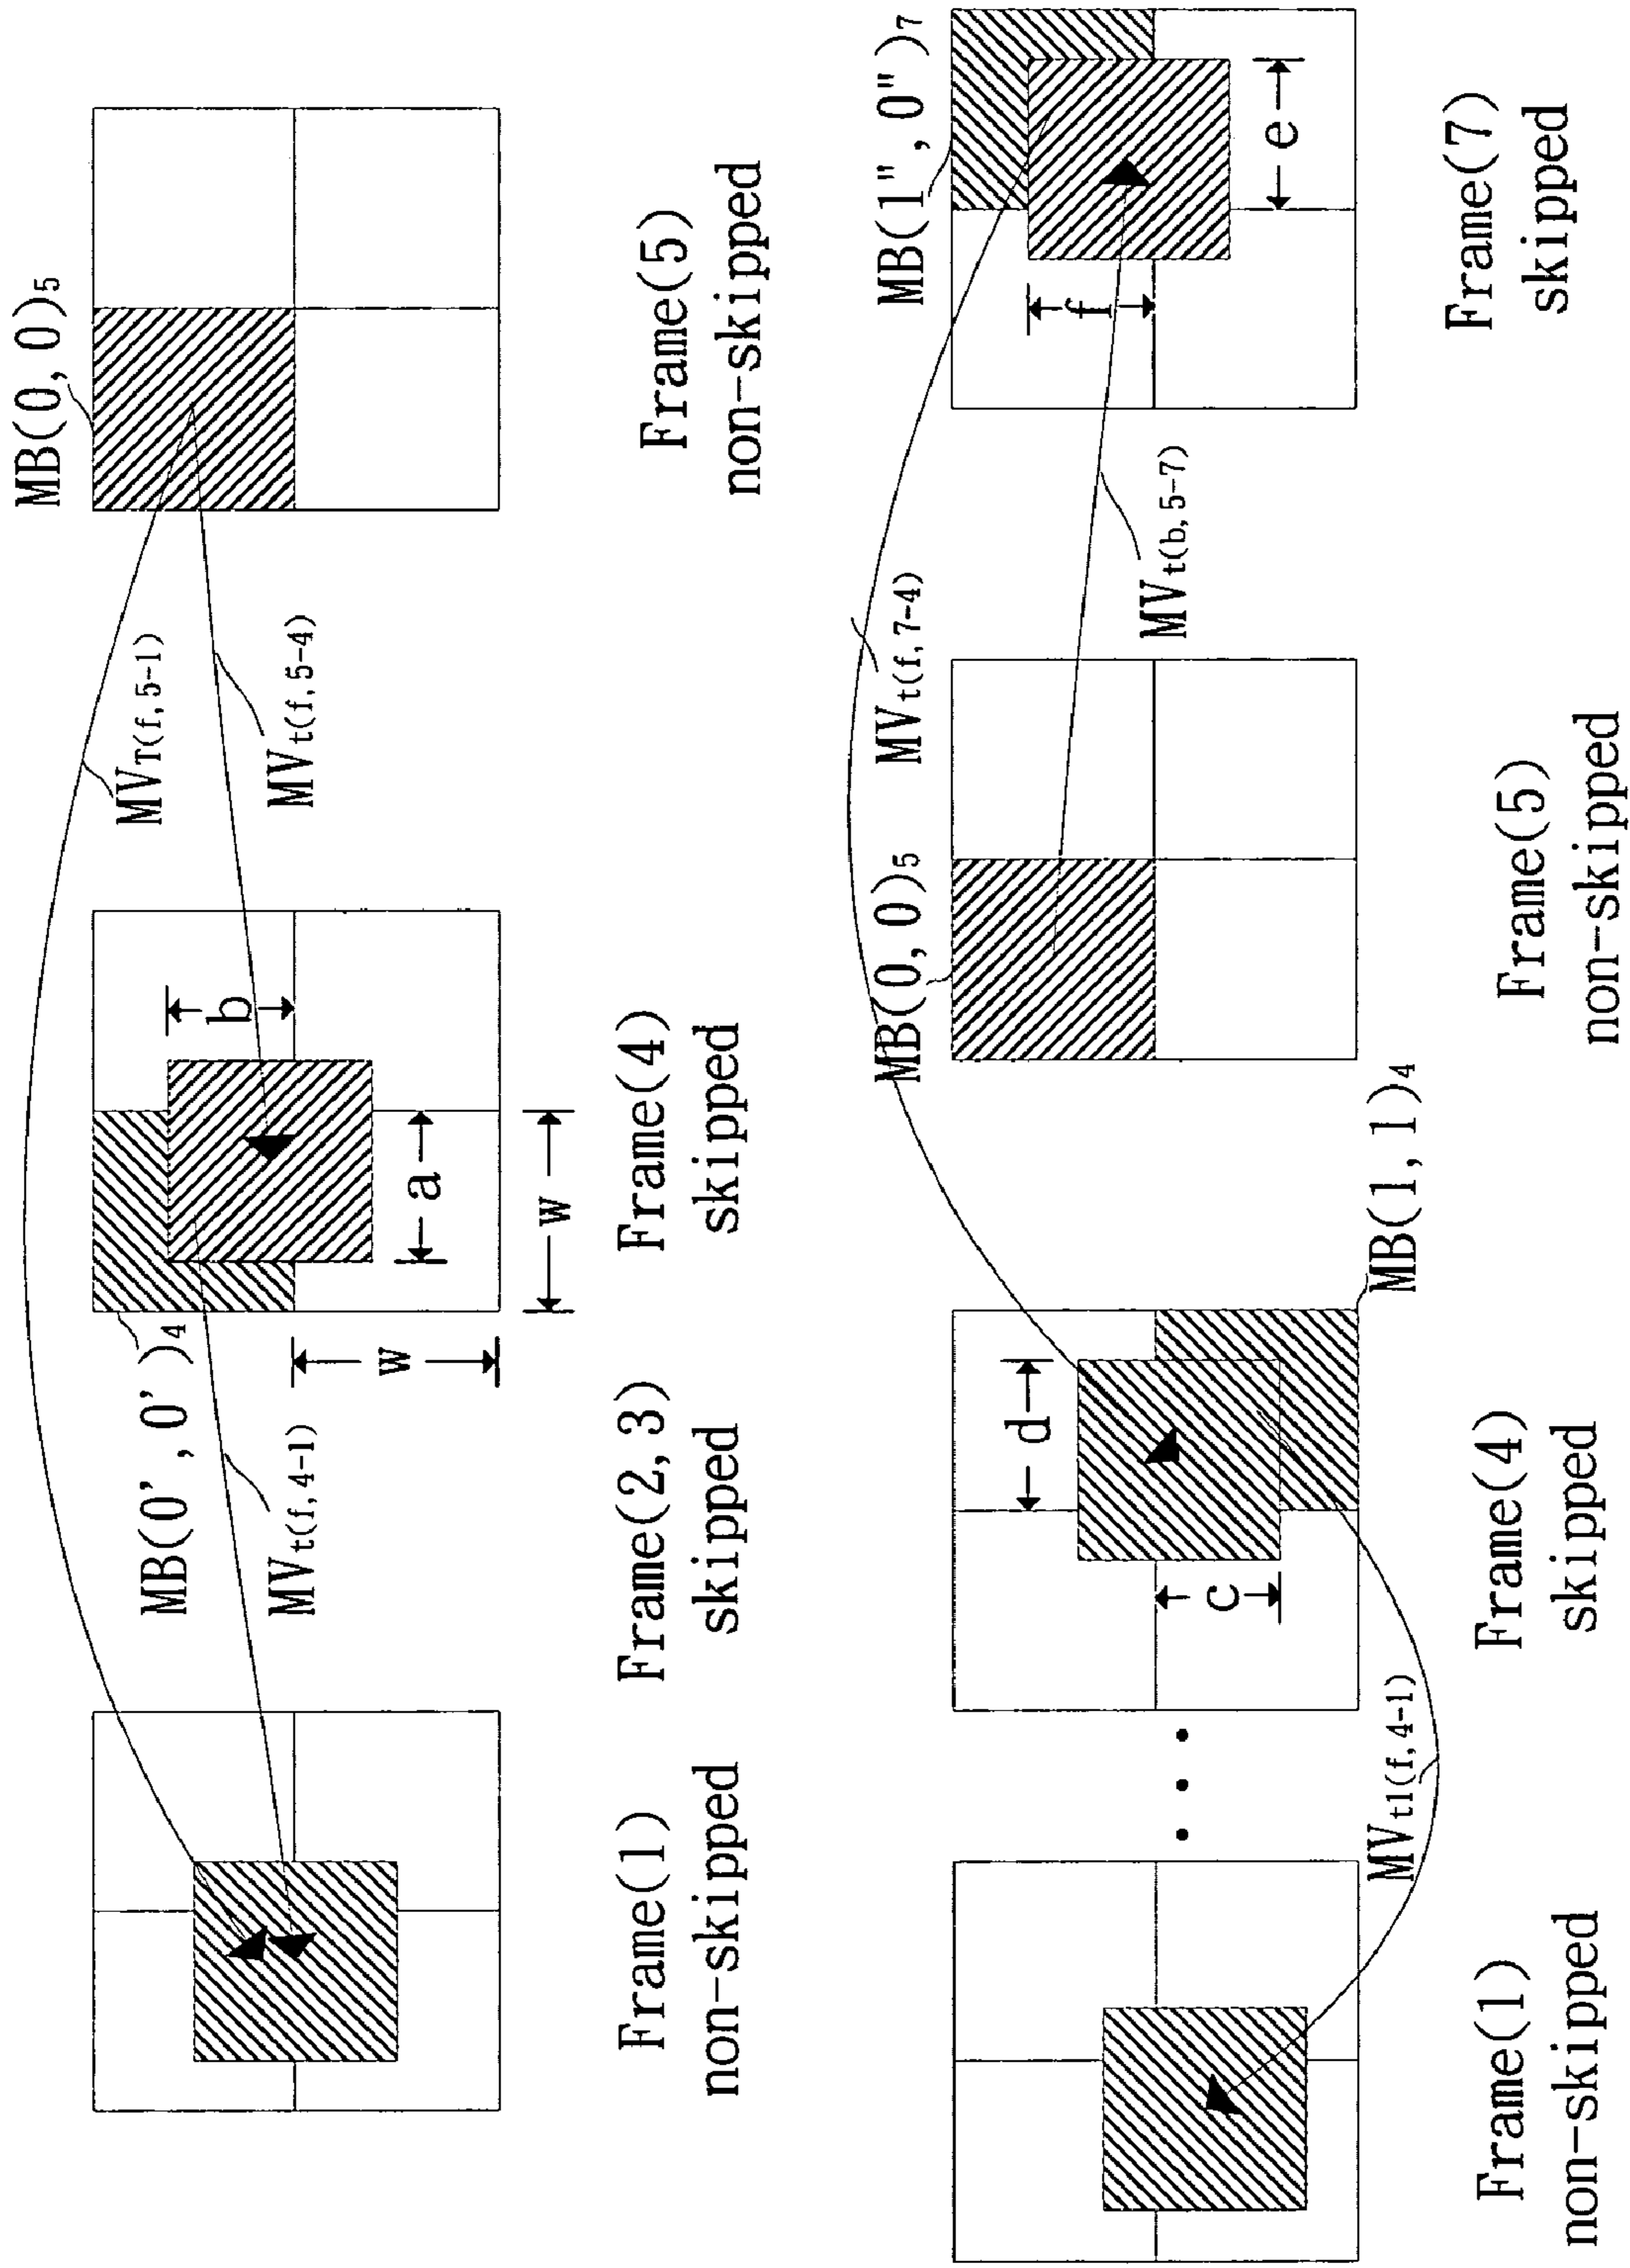 MB(0,0)5
MVT(f,5-1)
MVt(f,5-4)
MB(0',0')4
MVt(f,4-1)
b
a
w
w
Frame(1)
non-skipped
Frame(2,3)
skipped
Frame(4)
skipped
Frame(5)
non-skipped
MB(1",0")7
MVt(f,7-4)
MB(0,0)5
MVt(b,5-7)
f
e
d
c
MB(1,1)4
MVt1(f,4-1)
Frame(1)
non-skipped
Frame(4)
skipped
Frame(5)
non-skipped
Frame(7)
skipped